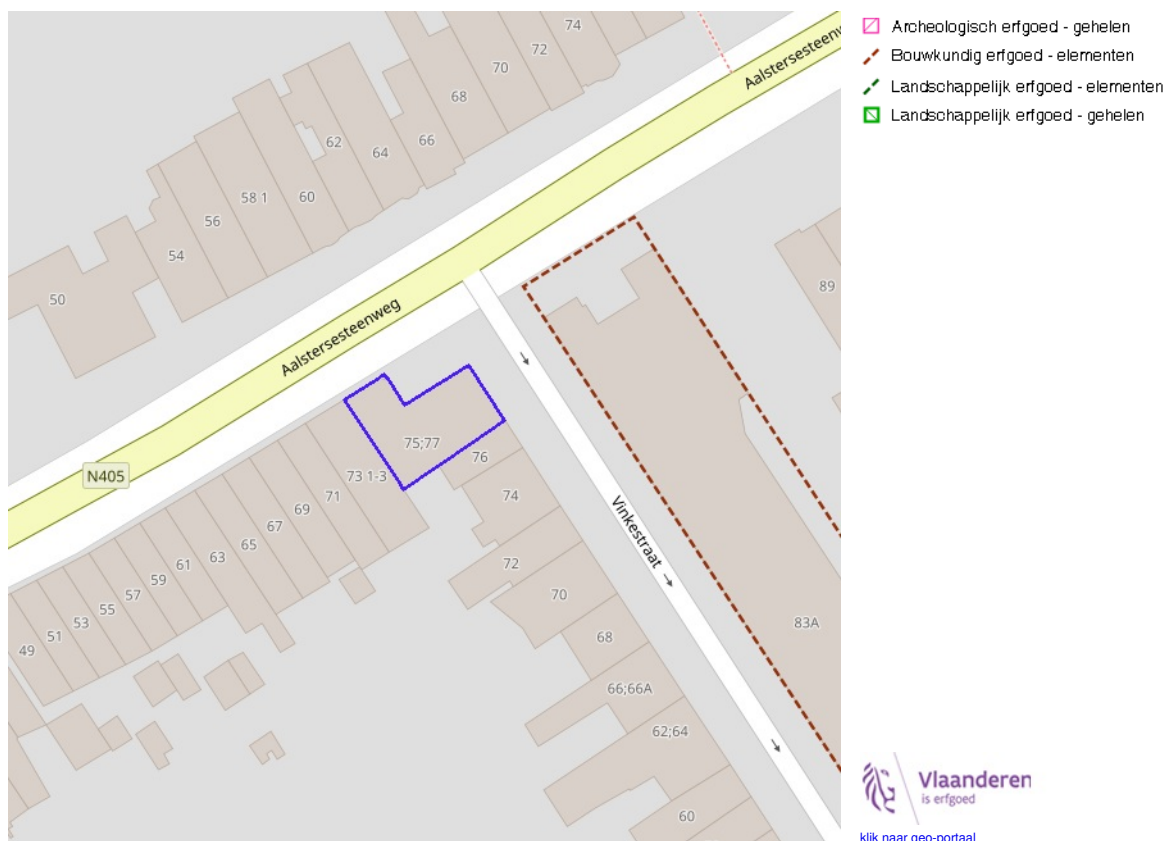 Archeologisch erfgoed - gehelen
Bouwkundig erfgoed - elementen
Landschappelijk erfgoed - elementen
Landschappelijk erfgoed - gehelen
74
72
70
68
66
64
62
60
58 1
56
54
50
Aalstersesteenw
Aalstersesteenweg
N405
89
75;77
73 1-3
71
69
67
65
63
61
59
57
55
53
51
49
76
74
72
70
68
66;66A
62;64
60
Vinkestraat
83A
Vlaanderen
is erfgoed
klik naar geo-portaal